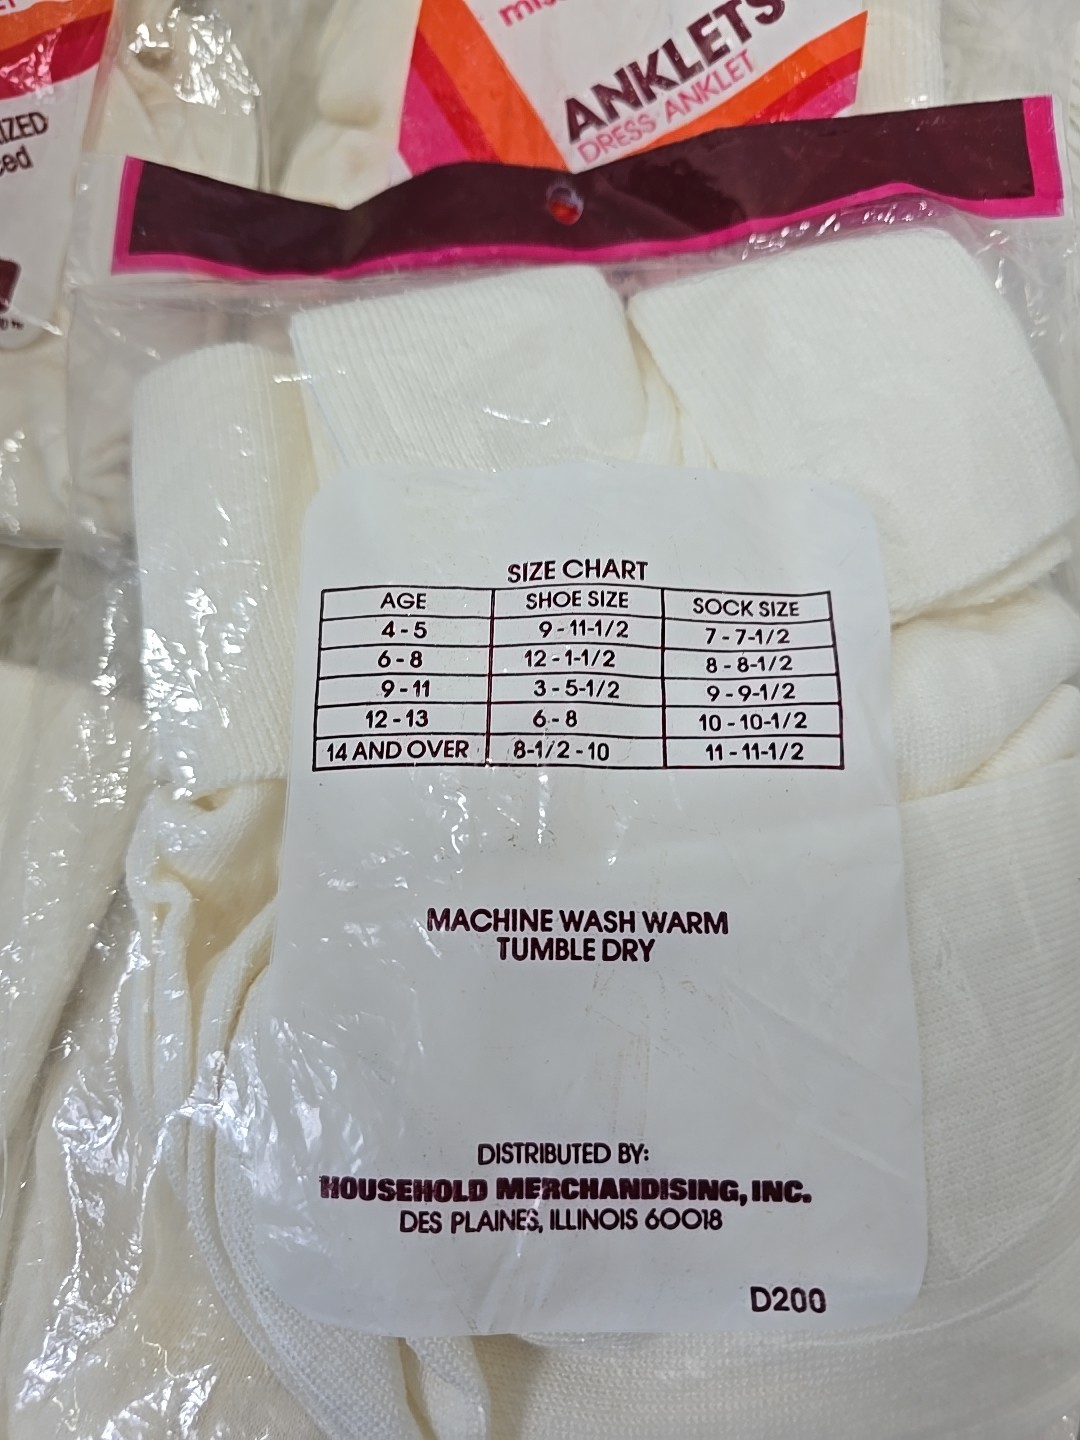 IZED
ANKLETS
DRESS ANKLET
SIZE CHART
AGE SHOE SIZE SOCK SIZE
4 - 5 9 - 11-1/2 7 - 7-1/2
6 - 8 12 - 1-1/2 8 - 8-1/2
9 - 11 3 - 5-1/2 9 - 9-1/2
12 - 13 6 - 8 10 - 10-1/2
14 AND OVER 8-1/2 - 10 11 - 11-1/2
MACHINE WASH WARM
TUMBLE DRY
DISTRIBUTED BY:
HOUSEHOLD MERCHANDISING, INC.
DES PLAINES, ILLINOIS 60018
D200